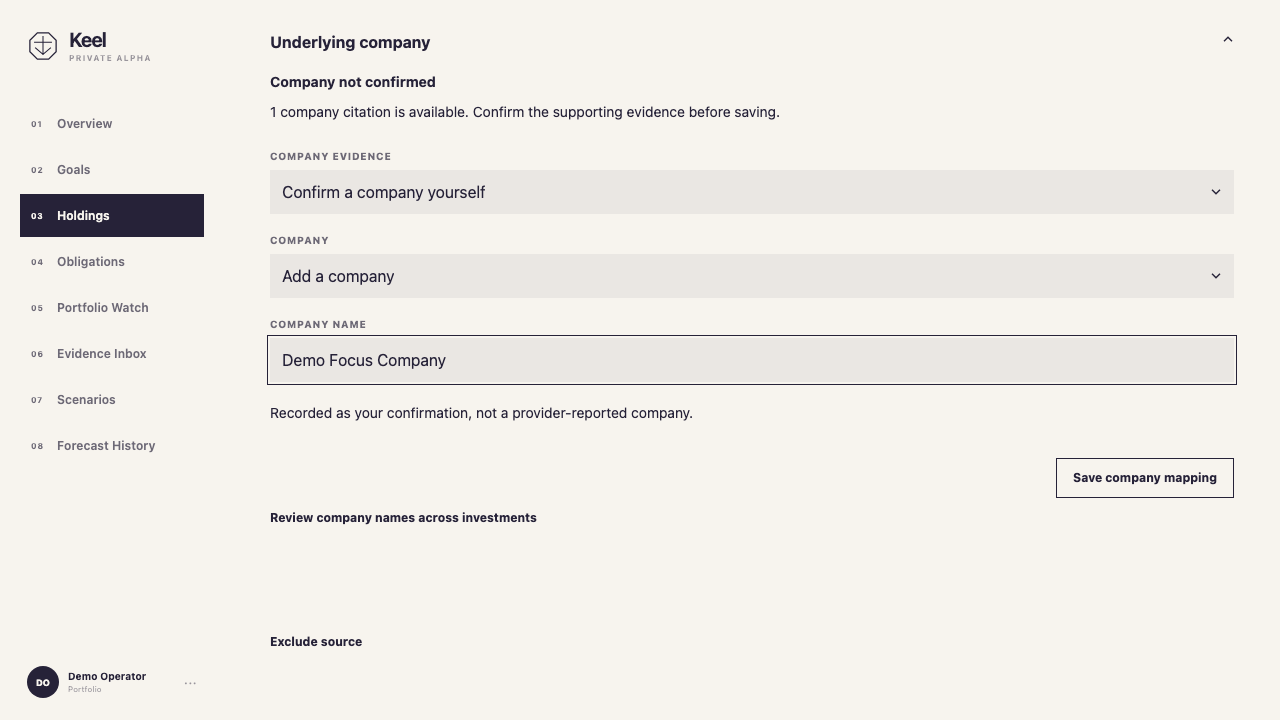 Keel
PRIVATE ALPHA
01 Overview
02 Goals
03 Holdings
04 Obligations
05 Portfolio Watch
06 Evidence Inbox
07 Scenarios
08 Forecast History
DO
Demo Operator
Portfolio
...
Underlying company
Company not confirmed
1 company citation is available. Confirm the supporting evidence before saving.
COMPANY EVIDENCE
Confirm a company yourself
COMPANY
Add a company
COMPANY NAME
Demo Focus Company
Recorded as your confirmation, not a provider-reported company.
Save company mapping
Review company names across investments
Exclude source